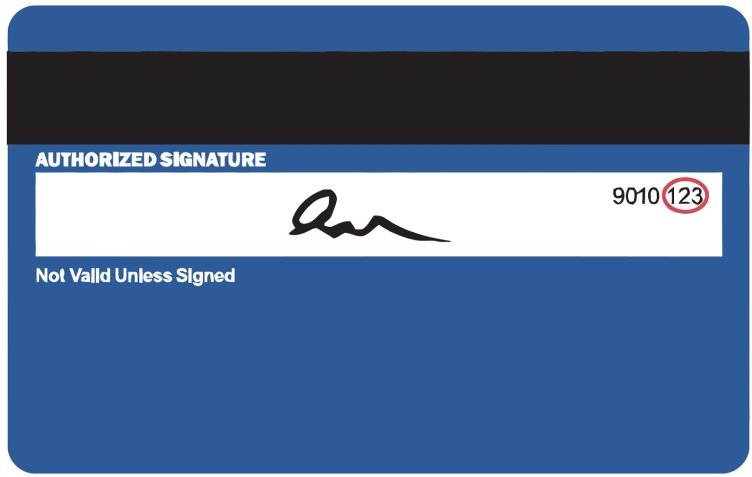 AUTHORIZED SIGNATURE
9010 123
Not Valid Unless Signed